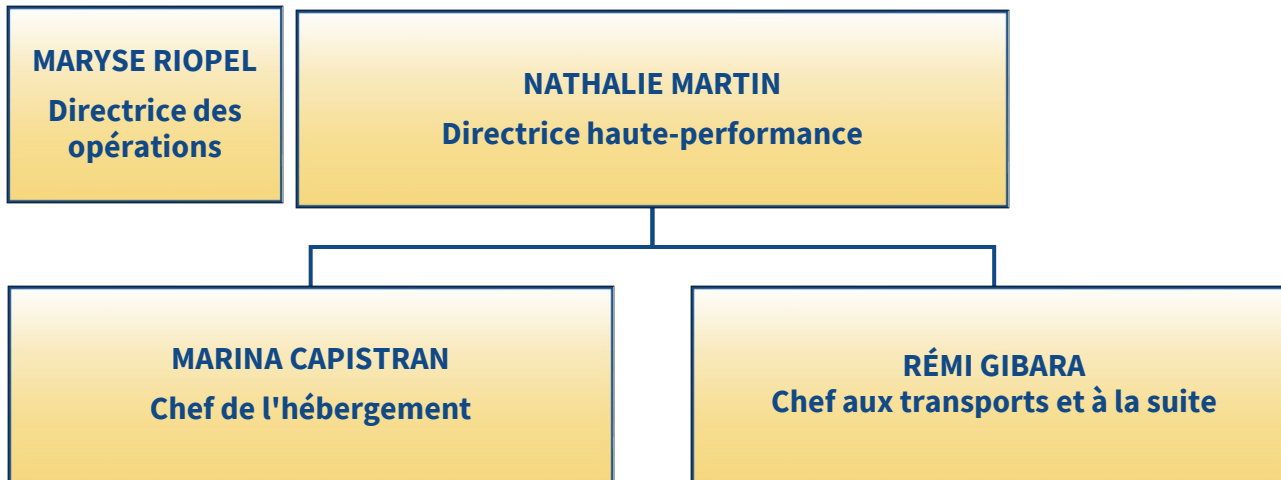 MARYSE RIOPEL
Directrice des
opérations
NATHALIE MARTIN
Directrice haute-performance
MARINA CAPISTRAN
Chef de l'hébergement
RÉMI GIBARA
Chef aux transports et à la suite